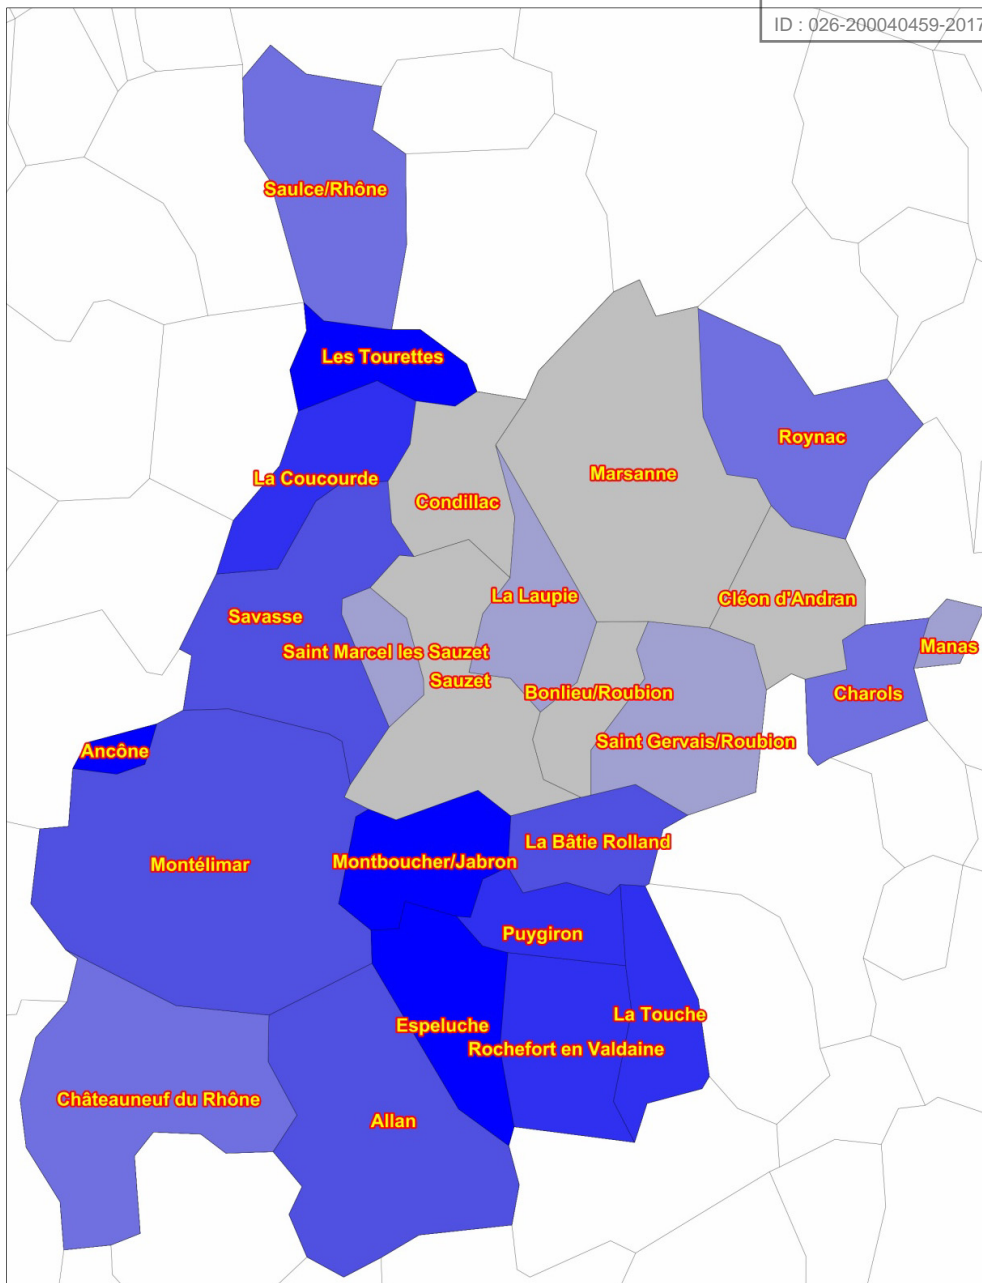 ID : 026-200040459-2017
Saulce/Rhône
Les Tourettes
Roynac
Marsanne
La Coucourde
Condillac
La Laupie
Cléon d'Andran
Savasse
Manas
Saint Marcel les Sauzet
Sauzet
Bonlieu/Roubion
Charols
Saint Gervais/Roubion
Ancône
La Bâtie Rolland
Montélimar
Montboucher/Jabron
Puygiron
La Touche
Espeluche
Rochefort en Valdaine
Châteauneuf du Rhône
Allan